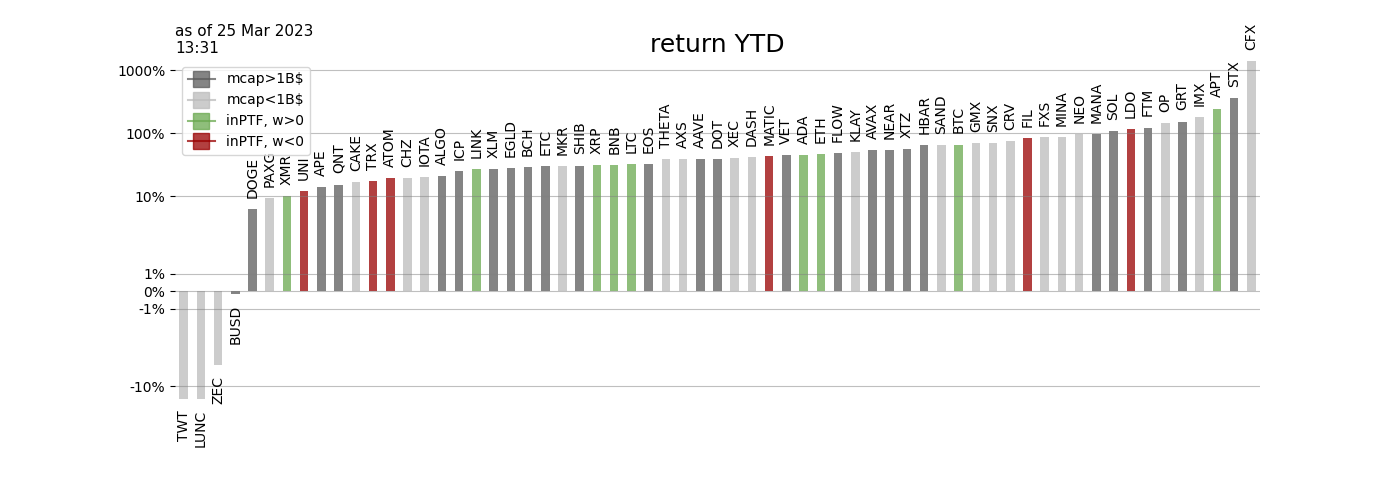 as of 25 Mar 2023
13:31
return YTD
mcap>1B$
mcap<1B$
inPTF, w>0
inPTF, w<0
1000%
100%
10%
1%
0%
-1%
-10%
TWT
LUNC
ZEC
BUSD
DOGE
PAXG
XMR
UNI
APE
QNT
CAKE
TRX
ATOM
CHZ
IOTA
ALGO
ICP
LINK
XLM
EGLD
BCH
ETC
MKR
SHIB
XRP
BNB
LTC
EOS
THETA
AXS
AAVE
DOT
XEC
DASH
MATIC
VET
ADA
ETH
FLOW
KLAY
AVAX
NEAR
XTZ
HBAR
SAND
BTC
GMX
SNX
CRV
FIL
FXS
MINA
NEO
MANA
SOL
LDO
FTM
OP
GRT
IMX
APT
STX
CFX